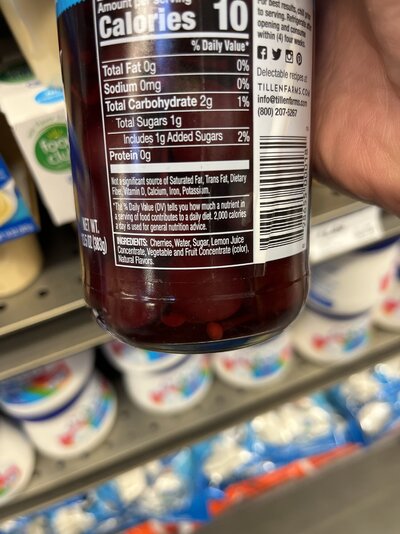 Amount per serving
Calories 10
% Daily Value*
Total Fat 0g 0%
Sodium 0mg 0%
Total Carbohydrate 2g 1%
Total Sugars 1g
Includes 1g Added Sugars 2%
Protein 0g
Not a significant source of Saturated Fat, Trans Fat, Dietary
Fiber, Vitamin D, Calcium, Iron, Potassium.
*The % Daily Value (DV) tells you how much a nutrient in
a serving of food contributes to a daily diet. 2,000 calories
a day is used for general nutrition advice.
INGREDIENTS: Cherries, Water, Sugar, Lemon Juice
Concentrate, Vegetable and Fruit Concentrate (color),
Natural Flavors.
NET WT.
(383g)
For best results, chill
to serving. Refrigerate after
opening and consume
within (4) four weeks.
Delectable recipes at
TILLENFARMS.COM
info@tillenfarms.com
(800) 207-5267